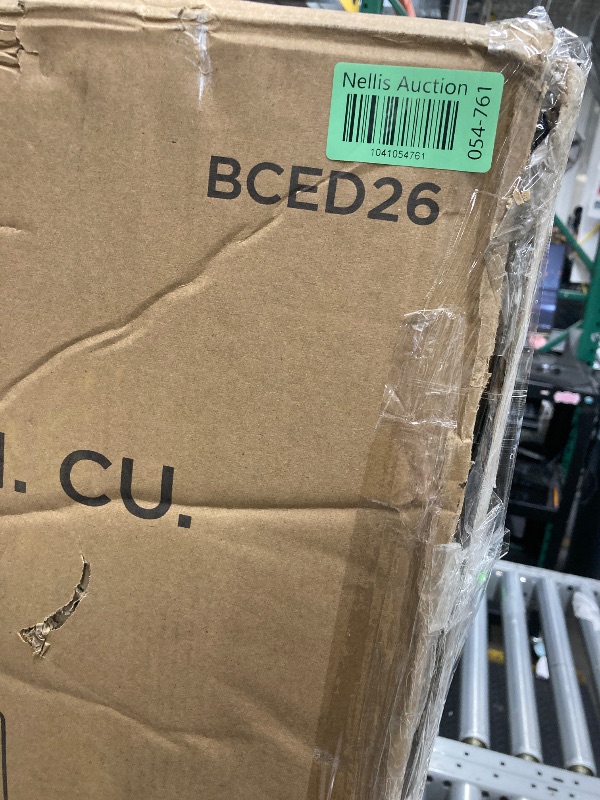 Nellis Auction
1041054761
054-761
BCED26
. CU.